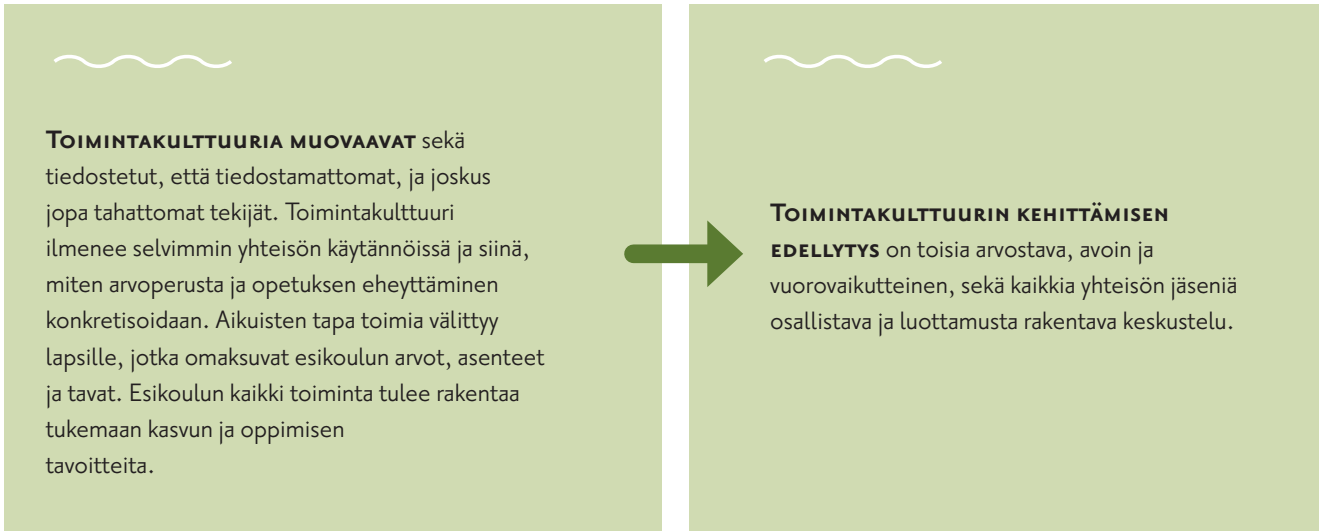 Toimintakulttuuria muovaavat sekä
tiedostetut, että tiedostamattomat, ja joskus
jopa tahattomat tekijät. Toimintakulttuuri
ilmenee selvimmin yhteisön käytännöissä ja siinä,
miten arvoperusta ja opetuksen eheyttäminen
konkretisoidaan. Aikuisten tapa toimia välittyy
lapsille, jotka omaksuvat esikoulun arvot, asenteet
ja tavat. Esikoulun kaikki toiminta tulee rakentaa
tukemaan kasvun ja oppimisen
tavoitteita.
Toimintakulttuurin kehittämisen
edellytys on toisia arvostava, avoin ja
vuorovaikutteinen, sekä kaikkia yhteisön jäseniä
osallistava ja luottamusta rakentava keskustelu.